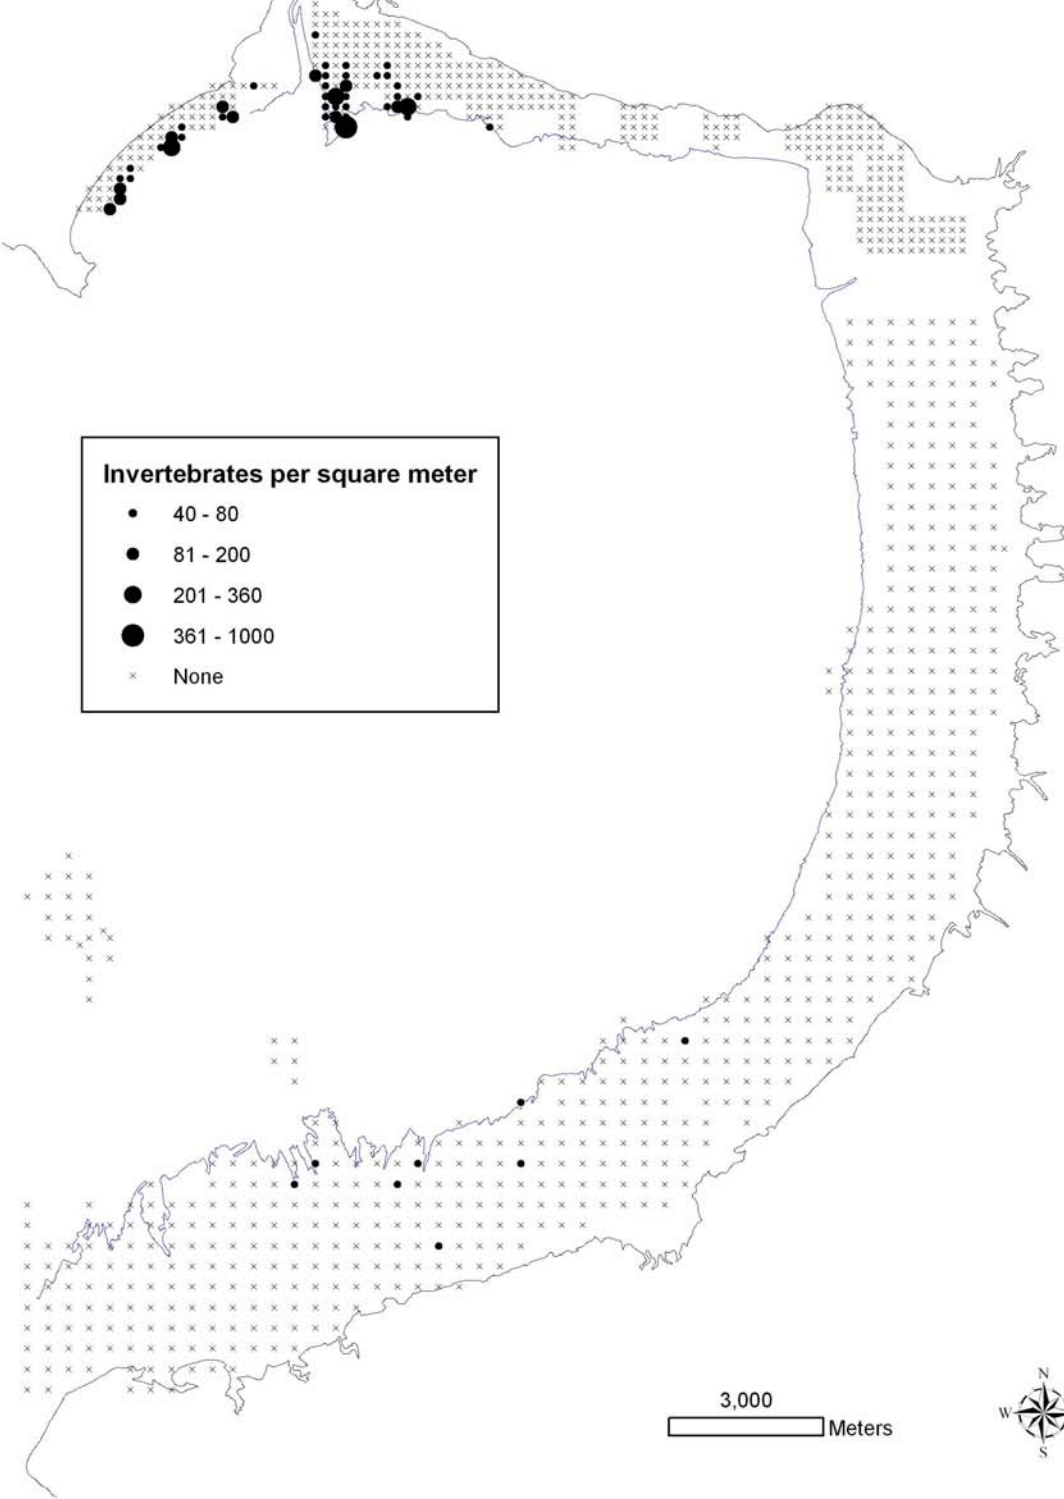 Invertebrates per square meter
40 - 80
81 - 200
201 - 360
361 - 1000
None
3,000
Meters
N
W
S